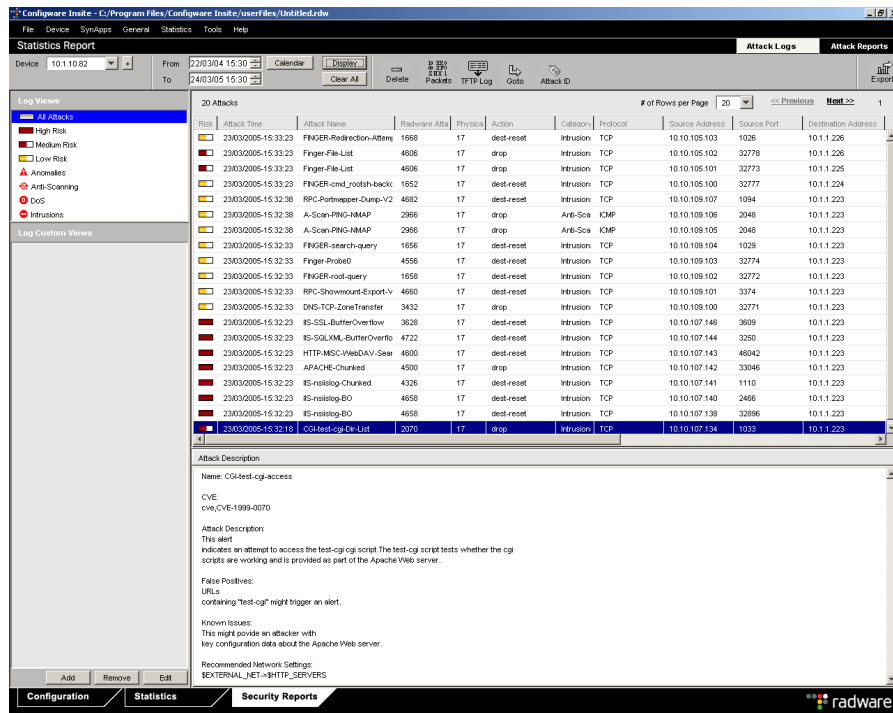 Configware Insite - C:/Program Files/Configware Insite/userFiles/Untitled.rdw
File Device SynApps General Statistics Tools Help
Statistics Report
Attack Logs Attack Reports
Device 10.1.10.82 From 22/03/04 15:30 Calendar Display
To 24/03/05 15:30 Clear All
Delete Packets TFTP Log Goto Attack ID Export
Log Views
All Attacks
High Risk
Medium Risk
Low Risk
Anomalies
Anti-Scanning
DoS
Intrusions
Log Custom Views
20 Attacks # of Rows per Page 20 << Previous Next >> 1
Risk Attack Time Attack Name Radware Atta Physica Action Category Protocol Source Address Source Port Destination Address
23/03/2005-15:33:23 FINGER-Redirection-Attemp 1668 17 dest-reset Intrusion: TCP 10.10.105.103 1026 10.1.1.226
23/03/2005-15:33:23 Finger-File-List 4606 17 drop Intrusion: TCP 10.10.105.102 32778 10.1.1.226
23/03/2005-15:33:23 Finger-File-List 4606 17 drop Intrusion: TCP 10.10.105.101 32773 10.1.1.225
23/03/2005-15:33:23 FINGER-cmd_rootsh-backc 1652 17 dest-reset Intrusion: TCP 10.10.105.100 32777 10.1.1.224
23/03/2005-15:32:38 RPC-Portmapper-Dump-V2 4682 17 dest-reset Intrusion: TCP 10.10.109.107 1094 10.1.1.223
23/03/2005-15:32:38 A-Scan-PING-NMAP 2966 17 drop Anti-Sca ICMP 10.10.109.106 2048 10.1.1.223
23/03/2005-15:32:38 A-Scan-PING-NMAP 2966 17 drop Anti-Sca ICMP 10.10.109.105 2048 10.1.1.223
23/03/2005-15:32:33 FINGER-search-query 1656 17 dest-reset Intrusion: TCP 10.10.109.104 1029 10.1.1.223
23/03/2005-15:32:33 Finger-Probe0 4556 17 dest-reset Intrusion: TCP 10.10.109.103 32774 10.1.1.223
23/03/2005-15:32:33 FINGER-root-query 1658 17 dest-reset Intrusion: TCP 10.10.109.102 32772 10.1.1.223
23/03/2005-15:32:33 RPC-Showmount-Export-V 4660 17 dest-reset Intrusion: TCP 10.10.109.101 3374 10.1.1.223
23/03/2005-15:32:33 DNS-TCP-ZoneTransfer 3432 17 drop Intrusion: TCP 10.10.109.100 32771 10.1.1.223
23/03/2005-15:32:23 IIS-SSL-BufferOverflow 3628 17 dest-reset Intrusion: TCP 10.10.107.146 3609 10.1.1.223
23/03/2005-15:32:23 IIS-SQLXML-BufferOverflo 4722 17 dest-reset Intrusion: TCP 10.10.107.144 3250 10.1.1.223
23/03/2005-15:32:23 HTTP-MISC-WebDAV-Sear 4600 17 dest-reset Intrusion: TCP 10.10.107.143 46042 10.1.1.223
23/03/2005-15:32:23 APACHE-Chunked 4500 17 drop Intrusion: TCP 10.10.107.142 33046 10.1.1.223
23/03/2005-15:32:23 IIS-nsiislog-Chunked 4326 17 dest-reset Intrusion: TCP 10.10.107.141 1110 10.1.1.223
23/03/2005-15:32:23 IIS-nsiislog-BO 4658 17 dest-reset Intrusion: TCP 10.10.107.140 2466 10.1.1.223
23/03/2005-15:32:23 IIS-nsiislog-BO 4658 17 dest-reset Intrusion: TCP 10.10.107.138 32896 10.1.1.223
23/03/2005-15:32:18 CGI-test-cgi-Dir-List 2070 17 drop Intrusion: TCP 10.10.107.134 1033 10.1.1.223
Attack Description
Name: CGI-test-cgi-access
CVE:
cve,CVE-1999-0070
Attack Description:
This alert
indicates an attempt to access the test-cgi cgi script.The test-cgi script tests whether the cgi
scripts are working and is provided as part of the Apache Web server.
False Positives:
URLs
containing "test-cgi" might trigger an alert.
Known Issues:
This might povide an attacker with
key configuration data about the Apache Web server.
Recommended Network Settings:
$EXTERNAL_NET->$HTTP_SERVERS
Add Remove Edit
Configuration Statistics Security Reports
radware